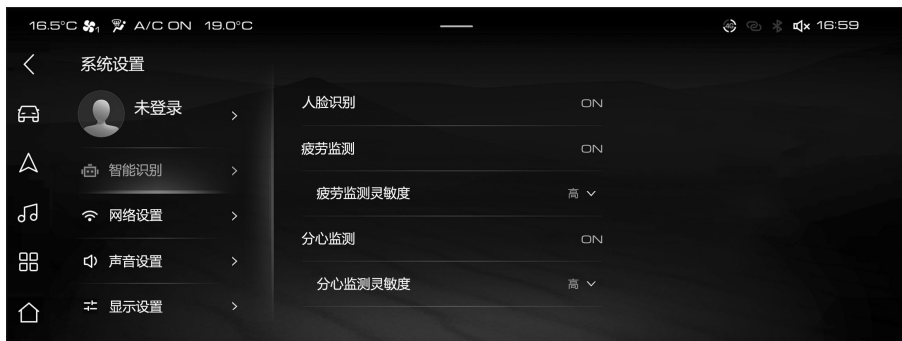 16.5°C 1 A/C ON 19.0°C 4G 16:59
系统设置
未登录
智能识别
网络设置
声音设置
显示设置
人脸识别 ON
疲劳监测 ON
疲劳监测灵敏度 高
分心监测 ON
分心监测灵敏度 高